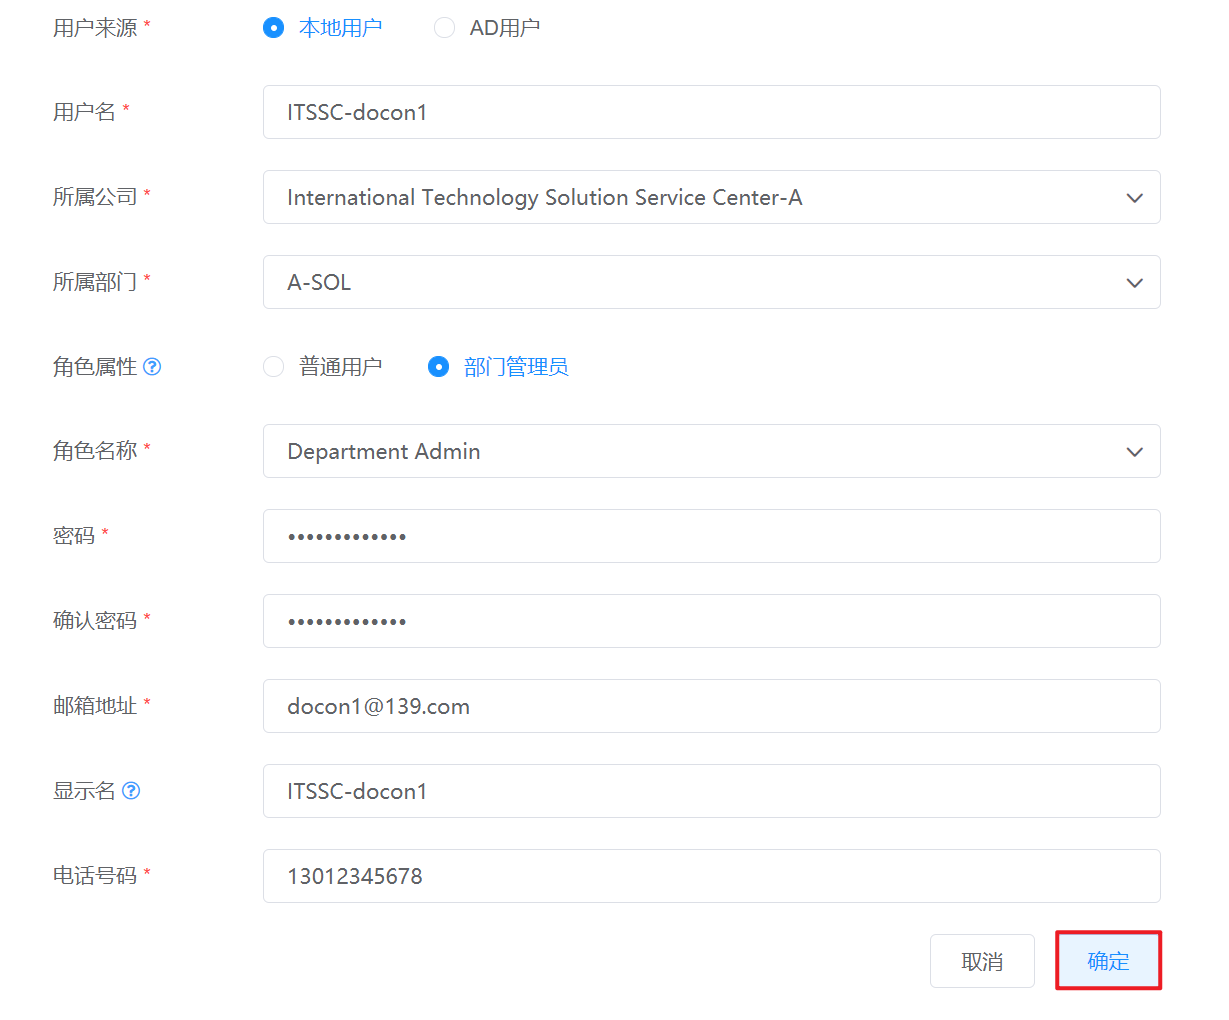 用户来源 * 本地用户 AD用户
用户名 * ITSSC-docon1
所属公司 * International Technology Solution Service Center-A
所属部门 * A-SOL
角色属性 ? 普通用户 部门管理员
角色名称 * Department Admin
密码 * •••••••••••••
确认密码 * •••••••••••••
邮箱地址 * docon1@139.com
显示名 ? ITSSC-docon1
电话号码 * 13012345678
取消 确定